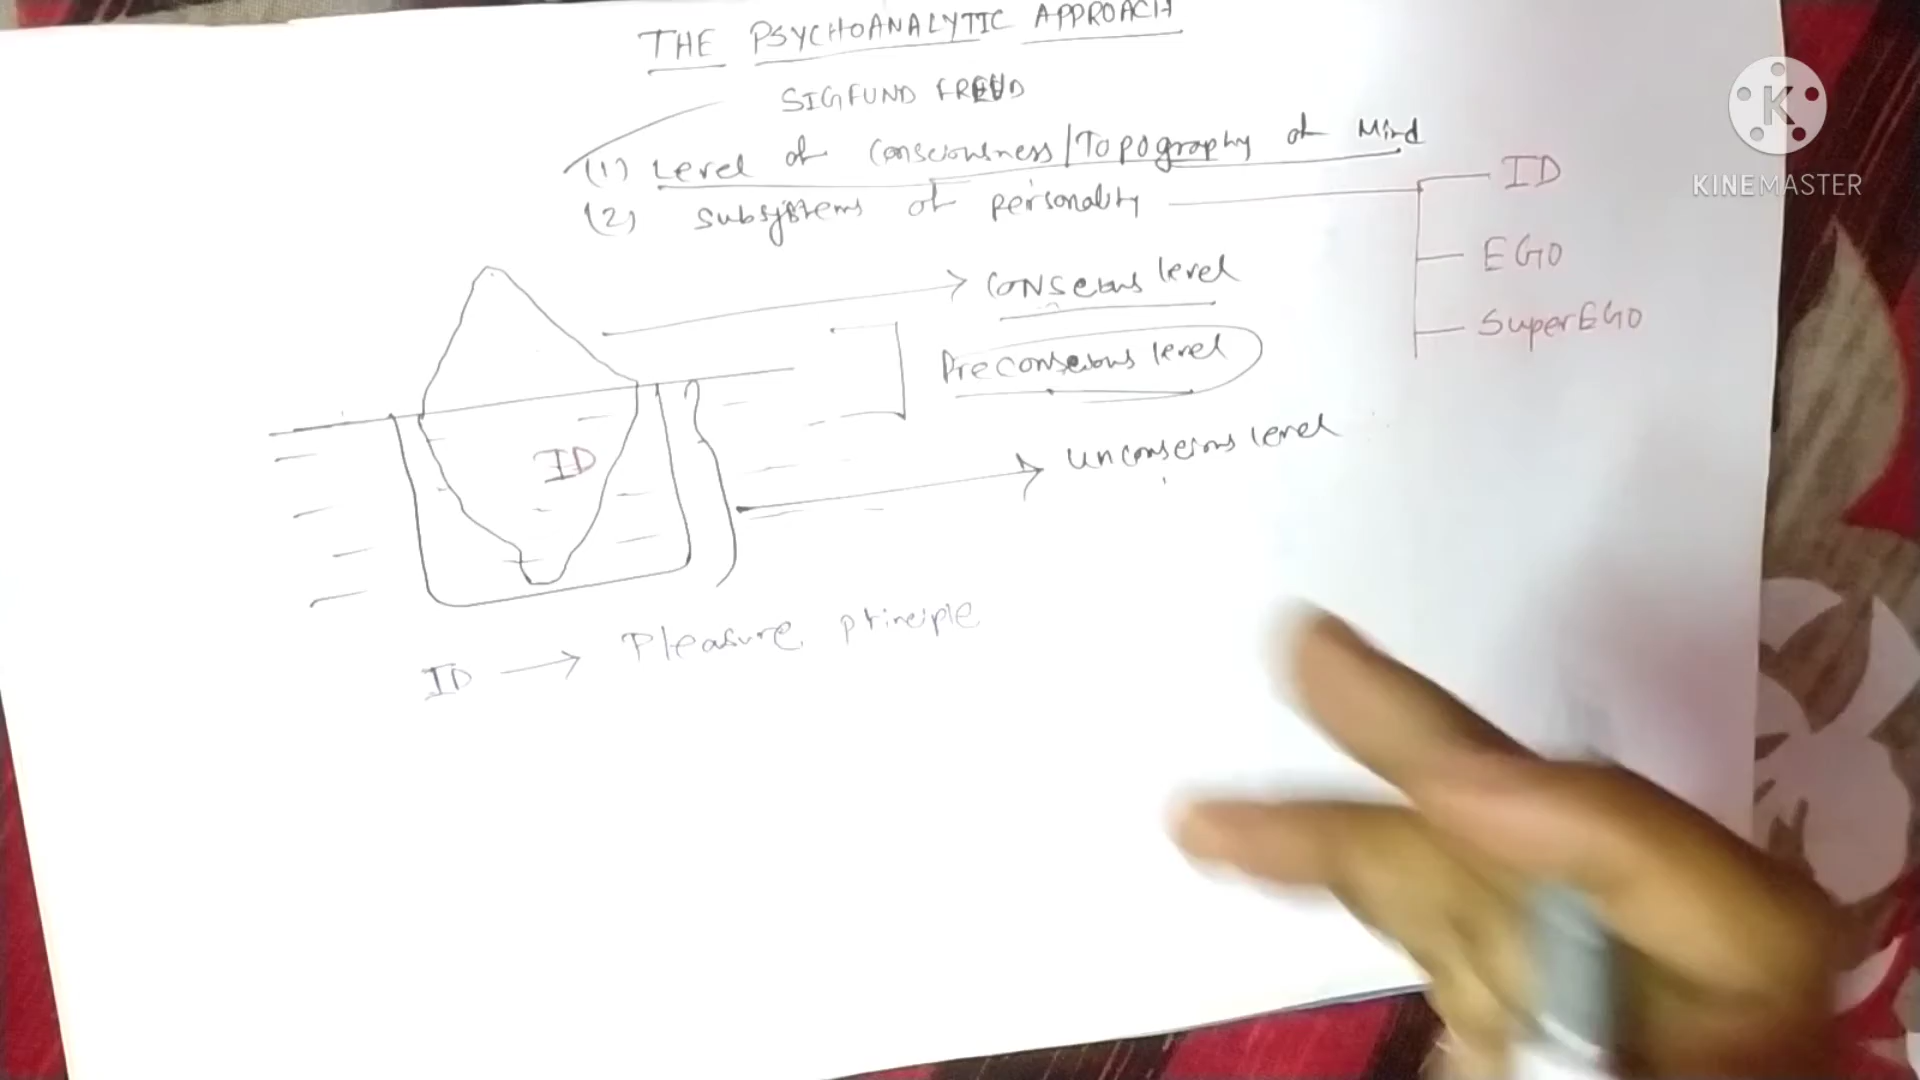 THE PSYCHOANALYTIC APPROACH
SIGFUND FREUD
(1) Level of Consciousness/Topography of Mind
(2) subsystems of personality
ID
EGO
SuperEGO
conscious level
Preconscious level
unconscious level
ID
ID → Pleasure principle
K
KINEMASTER